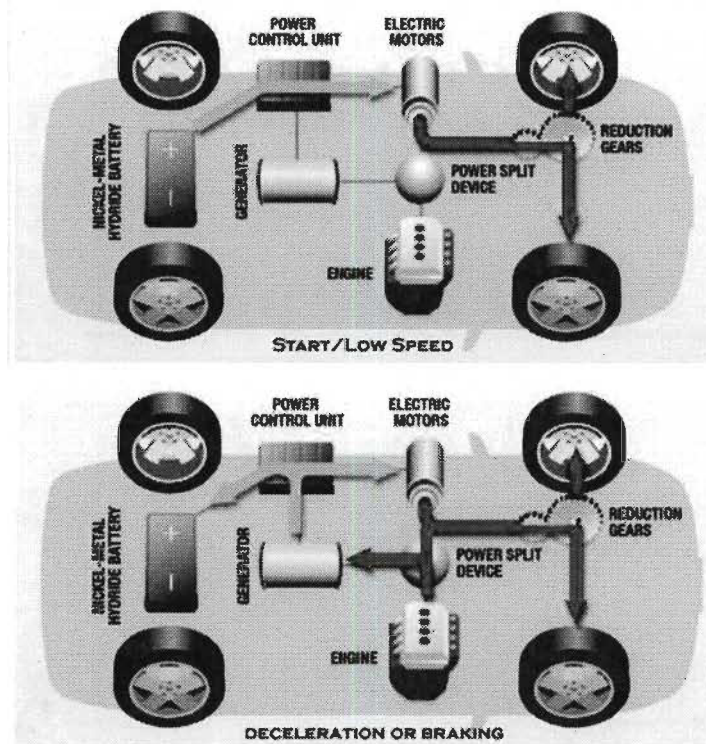 POWER
CONTROL UNIT
ELECTRIC
MOTORS
NICKEL-METAL
HYDRIDE BATTERY
+
−
GENERATOR
REDUCTION
GEARS
POWER SPLIT
DEVICE
ENGINE
START/LOW SPEED
POWER
CONTROL UNIT
ELECTRIC
MOTORS
NICKEL-METAL
HYDRIDE BATTERY
+
−
GENERATOR
REDUCTION
GEARS
POWER SPLIT
DEVICE
ENGINE
DECELERATION OR BRAKING